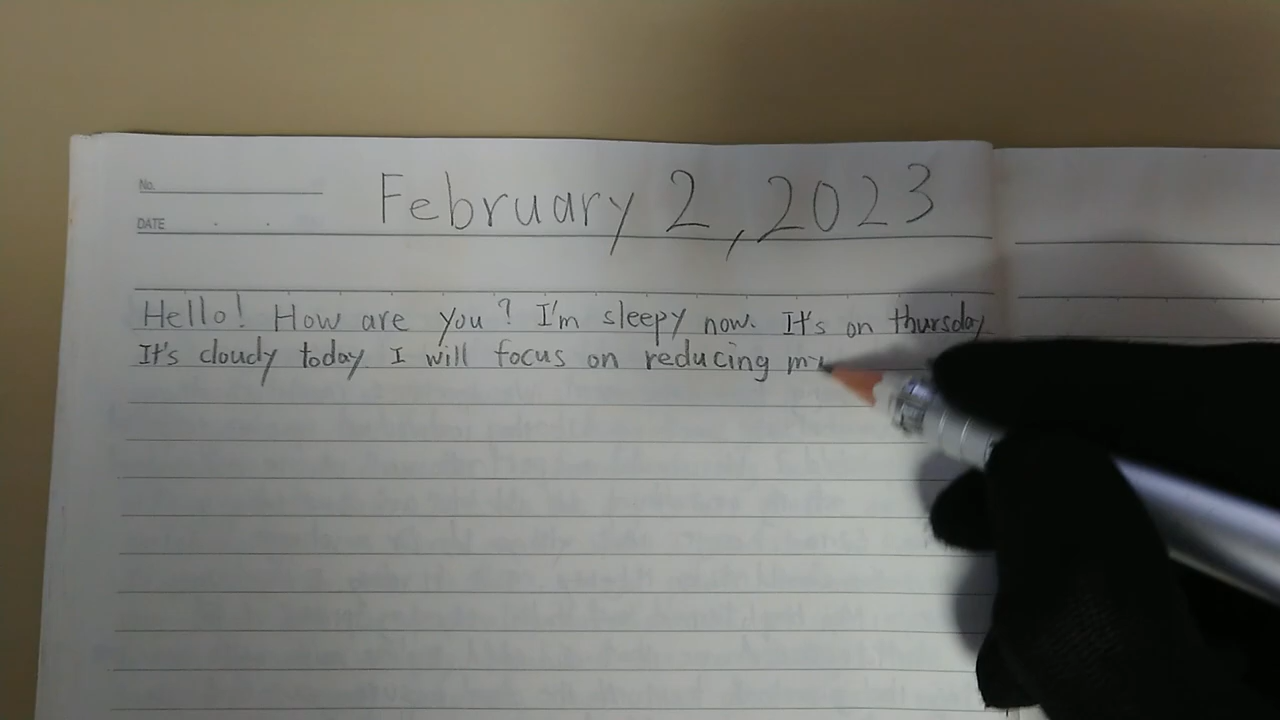 No.
DATE . .
February 2, 2023
Hello! How are you? I'm sleepy now. It's on thursday
It's cloudy today. I will focus on reducing my